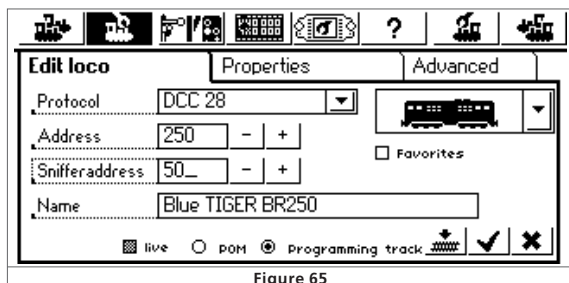 ?
Edit loco Properties Advanced
Protocol DCC 28
Address 250 - +
Favorites
Snifferaddress 50_ - +
Name Blue TIGER BR250
live POM Programming track
Figure 65